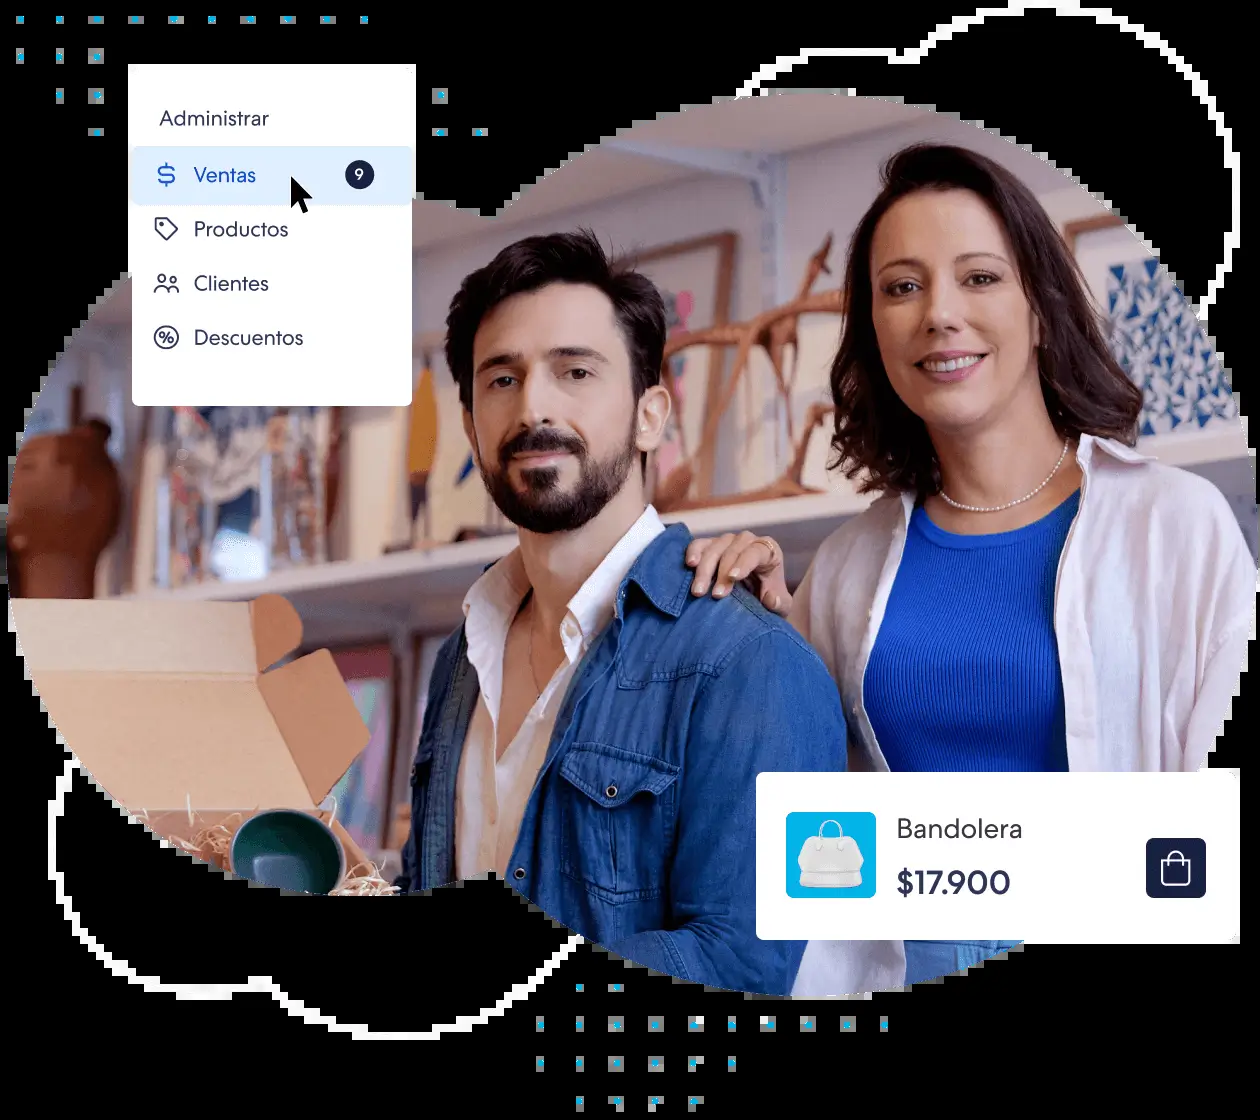 Administrar
Ventas 9
Productos
Clientes
Descuentos
Bandolera
$17.900